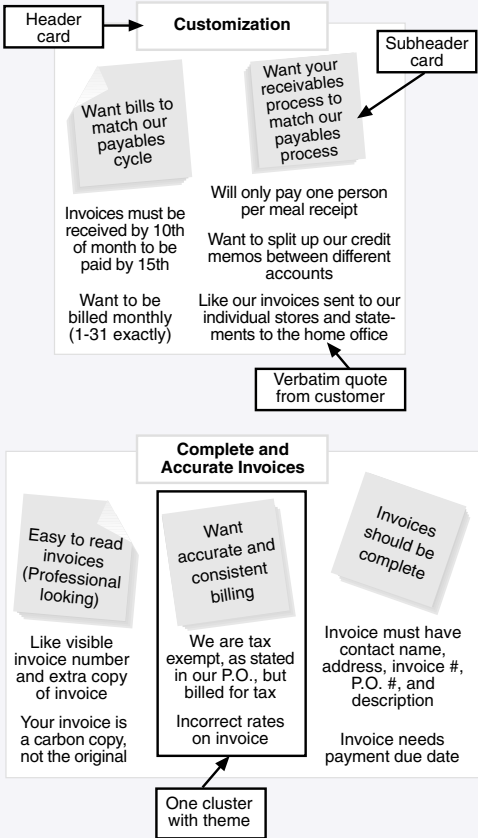 Header
card
Customization
Subheader
card
Want bills to
match our
payables
cycle
Want your
receivables
process to
match our
payables
process
Invoices must be
received by 10th
of month to be
paid by 15th
Want to be
billed monthly
(1-31 exactly)
Will only pay one person
per meal receipt
Want to split up our credit
memos between different
accounts
Like our invoices sent to our
individual stores and state-
ments to the home office
Verbatim quote
from customer
Complete and
Accurate Invoices
Easy to read
invoices
(Professional
looking)
Like visible
invoice number
and extra copy
of invoice
Your invoice is
a carbon copy,
not the original
Want
accurate and
consistent
billing
We are tax
exempt, as stated
in our P.O., but
billed for tax
Incorrect rates
on invoice
Invoices
should be
complete
Invoice must have
contact name,
address, invoice #,
P.O. #, and
description
Invoice needs
payment due date
One cluster
with theme